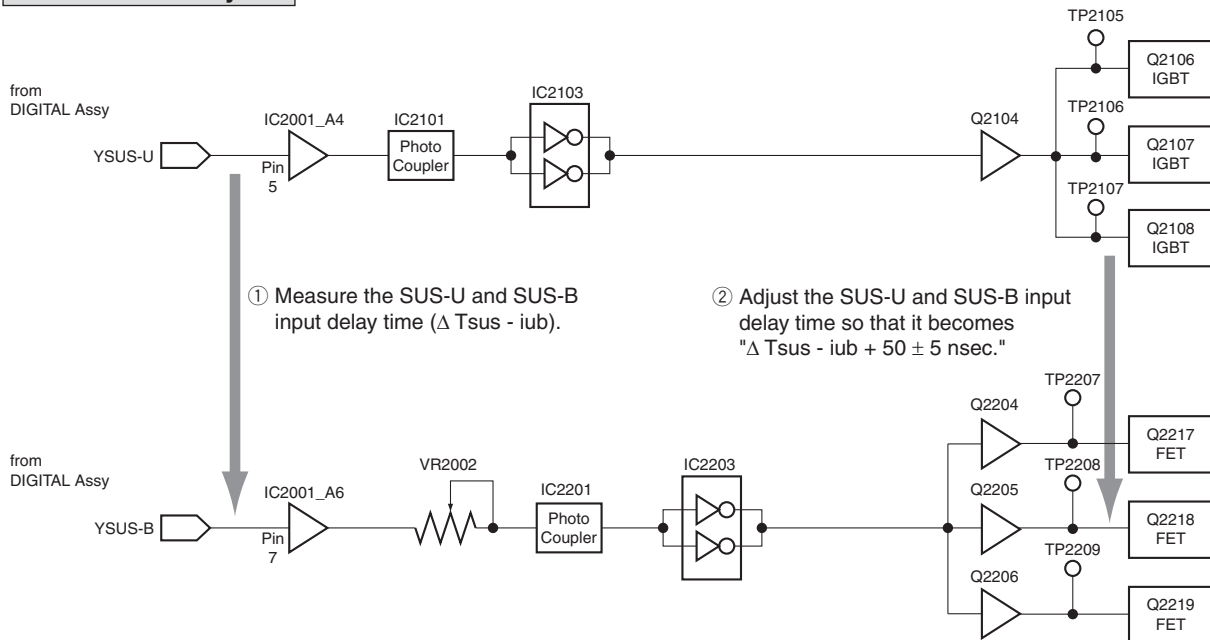 TP2105
Q2106
IGBT
from
DIGITAL Assy
IC2001_A4
IC2101
IC2103
Q2104
TP2106
YSUS-U
Pin
5
Photo
Coupler
Q2107
IGBT
TP2107
Q2108
IGBT
① Measure the SUS-U and SUS-B
input delay time (Δ Tsus - iub).
② Adjust the SUS-U and SUS-B input
delay time so that it becomes
"Δ Tsus - iub + 50 ± 5 nsec."
TP2207
Q2204
Q2217
FET
from
DIGITAL Assy
IC2001_A6
VR2002
IC2201
IC2203
Q2205
TP2208
YSUS-B
Pin
7
Photo
Coupler
Q2218
FET
Q2206
TP2209
Q2219
FET